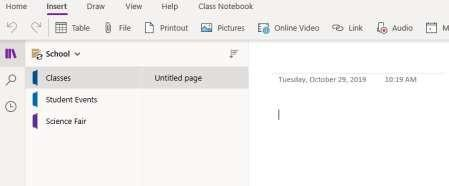 Home Insert Draw View Class Notebook
Table File Printout Pictures Online Video Link Audio M
School
Classes Untitled page
Student Events
Science Fair
Tuesday, October 29, 2019 10:19 AM